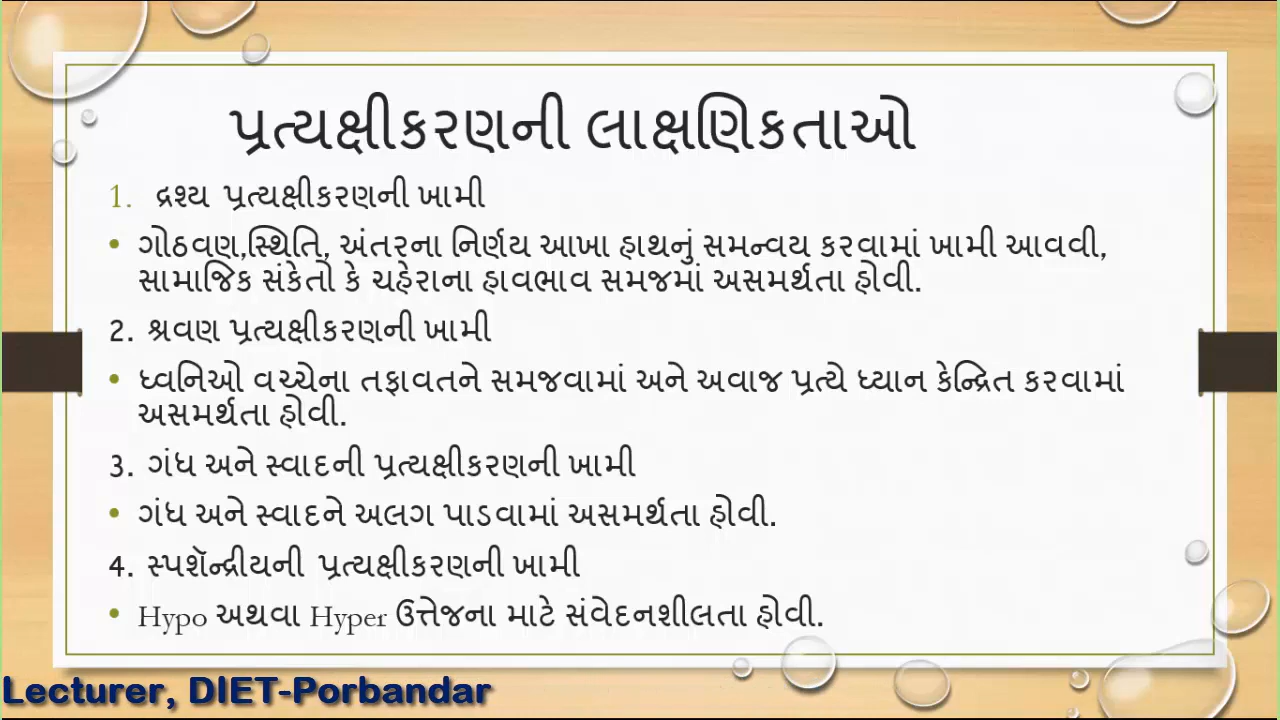 પ્રત્યક્ષીકરણની લાક્ષણિકતાઓ
1. દ્રશ્ય પ્રત્યક્ષીકરણની ખામી
• ગોઠવણ,સ્થિતિ, અંતરના નિર્ણય આખા હાથનું સમન્વય કરવામાં ખામી આવવી,
સામાજિક સંકેતો કે ચહેરાના હાવભાવ સમજમાં અસમર્થતા હોવી.
2. શ્રવણ પ્રત્યક્ષીકરણની ખામી
• ધ્વનિઓ વચ્ચેના તફાવતને સમજવામાં અને અવાજ પ્રત્યે ધ્યાન કેન્દ્રિત કરવામાં
અસમર્થતા હોવી.
3. ગંધ અને સ્વાદની પ્રત્યક્ષીકરણની ખામી
• ગંધ અને સ્વાદને અલગ પાડવામાં અસમર્થતા હોવી.
4. સ્પર્શેન્દ્રીયની પ્રત્યક્ષીકરણની ખામી
• Hypo અથવા Hyper ઉત્તેજના માટે સંવેદનશીલતા હોવી.
Lecturer, DIET-Porbandar